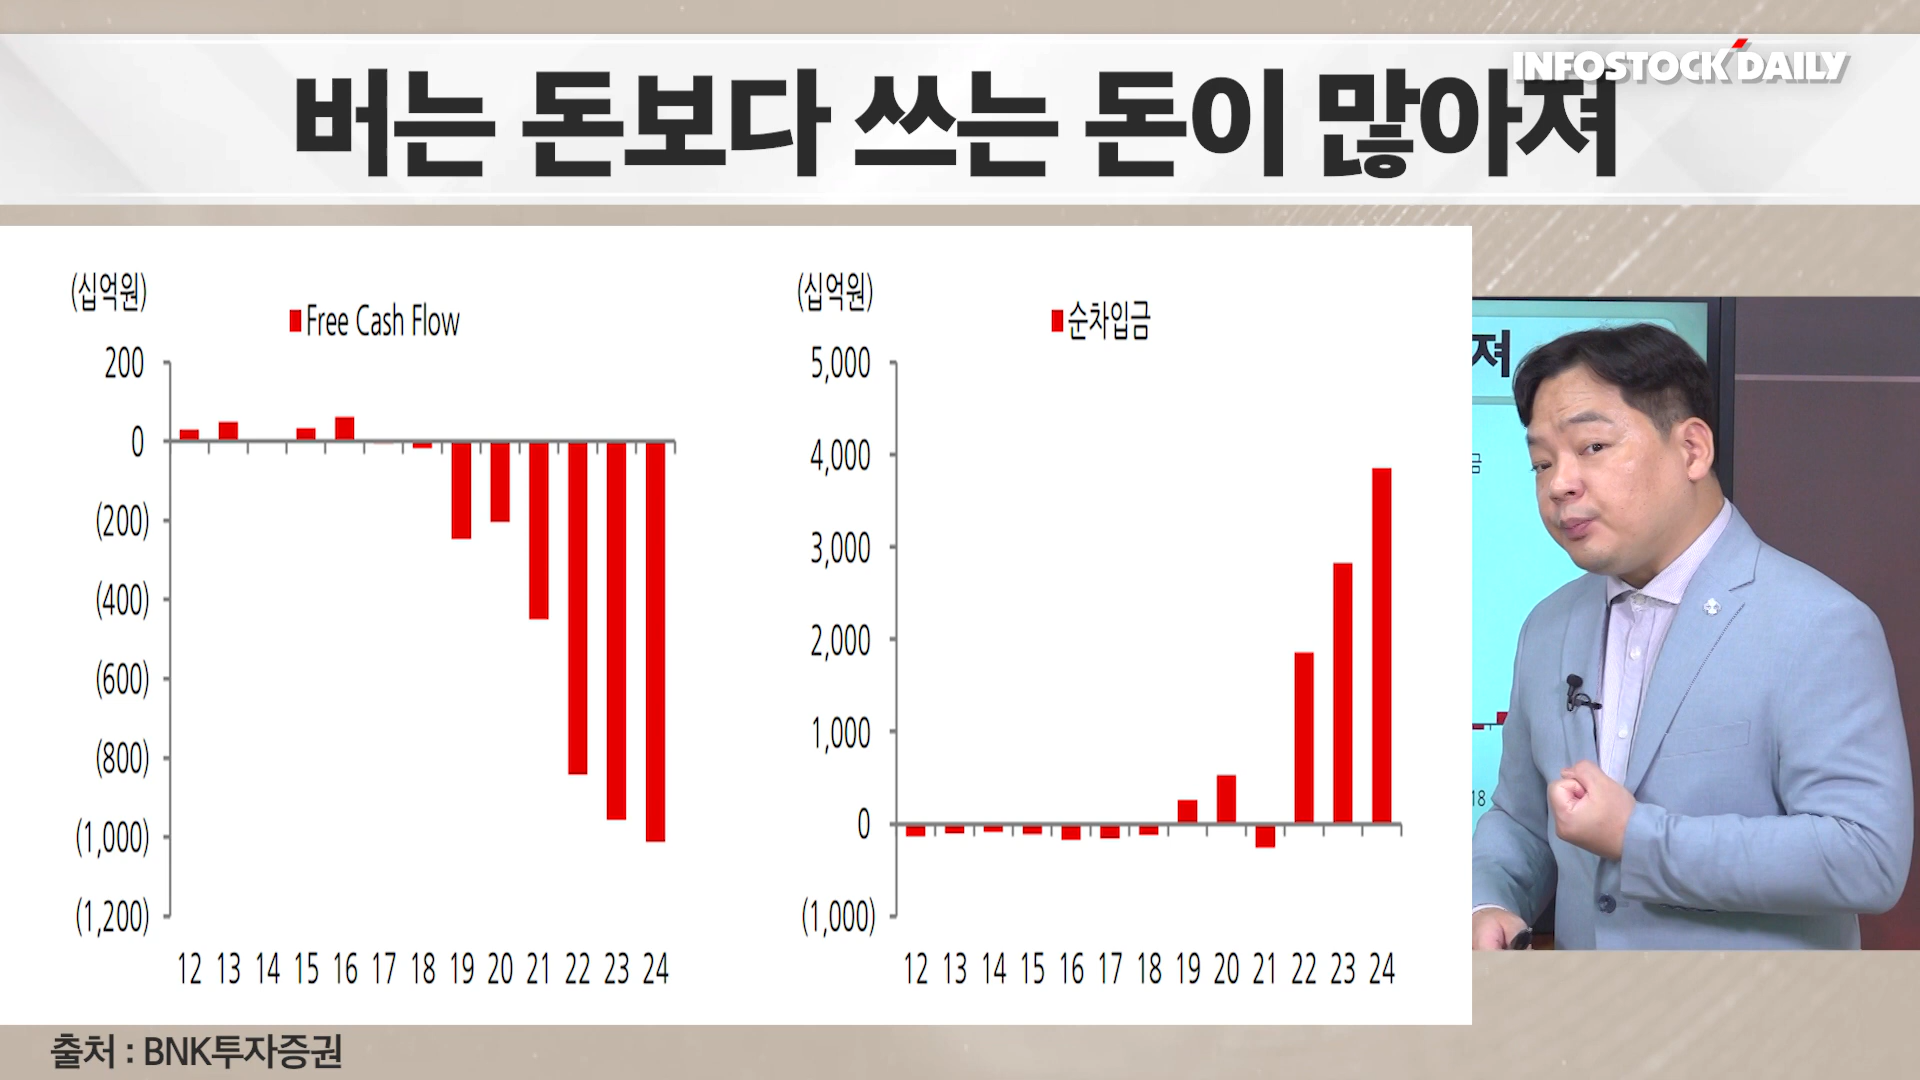 INFOSTOCK DAILY
버는 돈보다 쓰는 돈이 많아져
(십억원)
Free Cash Flow
200
0
(200)
(400)
(600)
(800)
(1,000)
(1,200)
12 13 14 15 16 17 18 19 20 21 22 23 24
(십억원)
순차입금
5,000
4,000
3,000
2,000
1,000
0
(1,000)
12 13 14 15 16 17 18 19 20 21 22 23 24
져
금
18
출처 : BNK투자증권